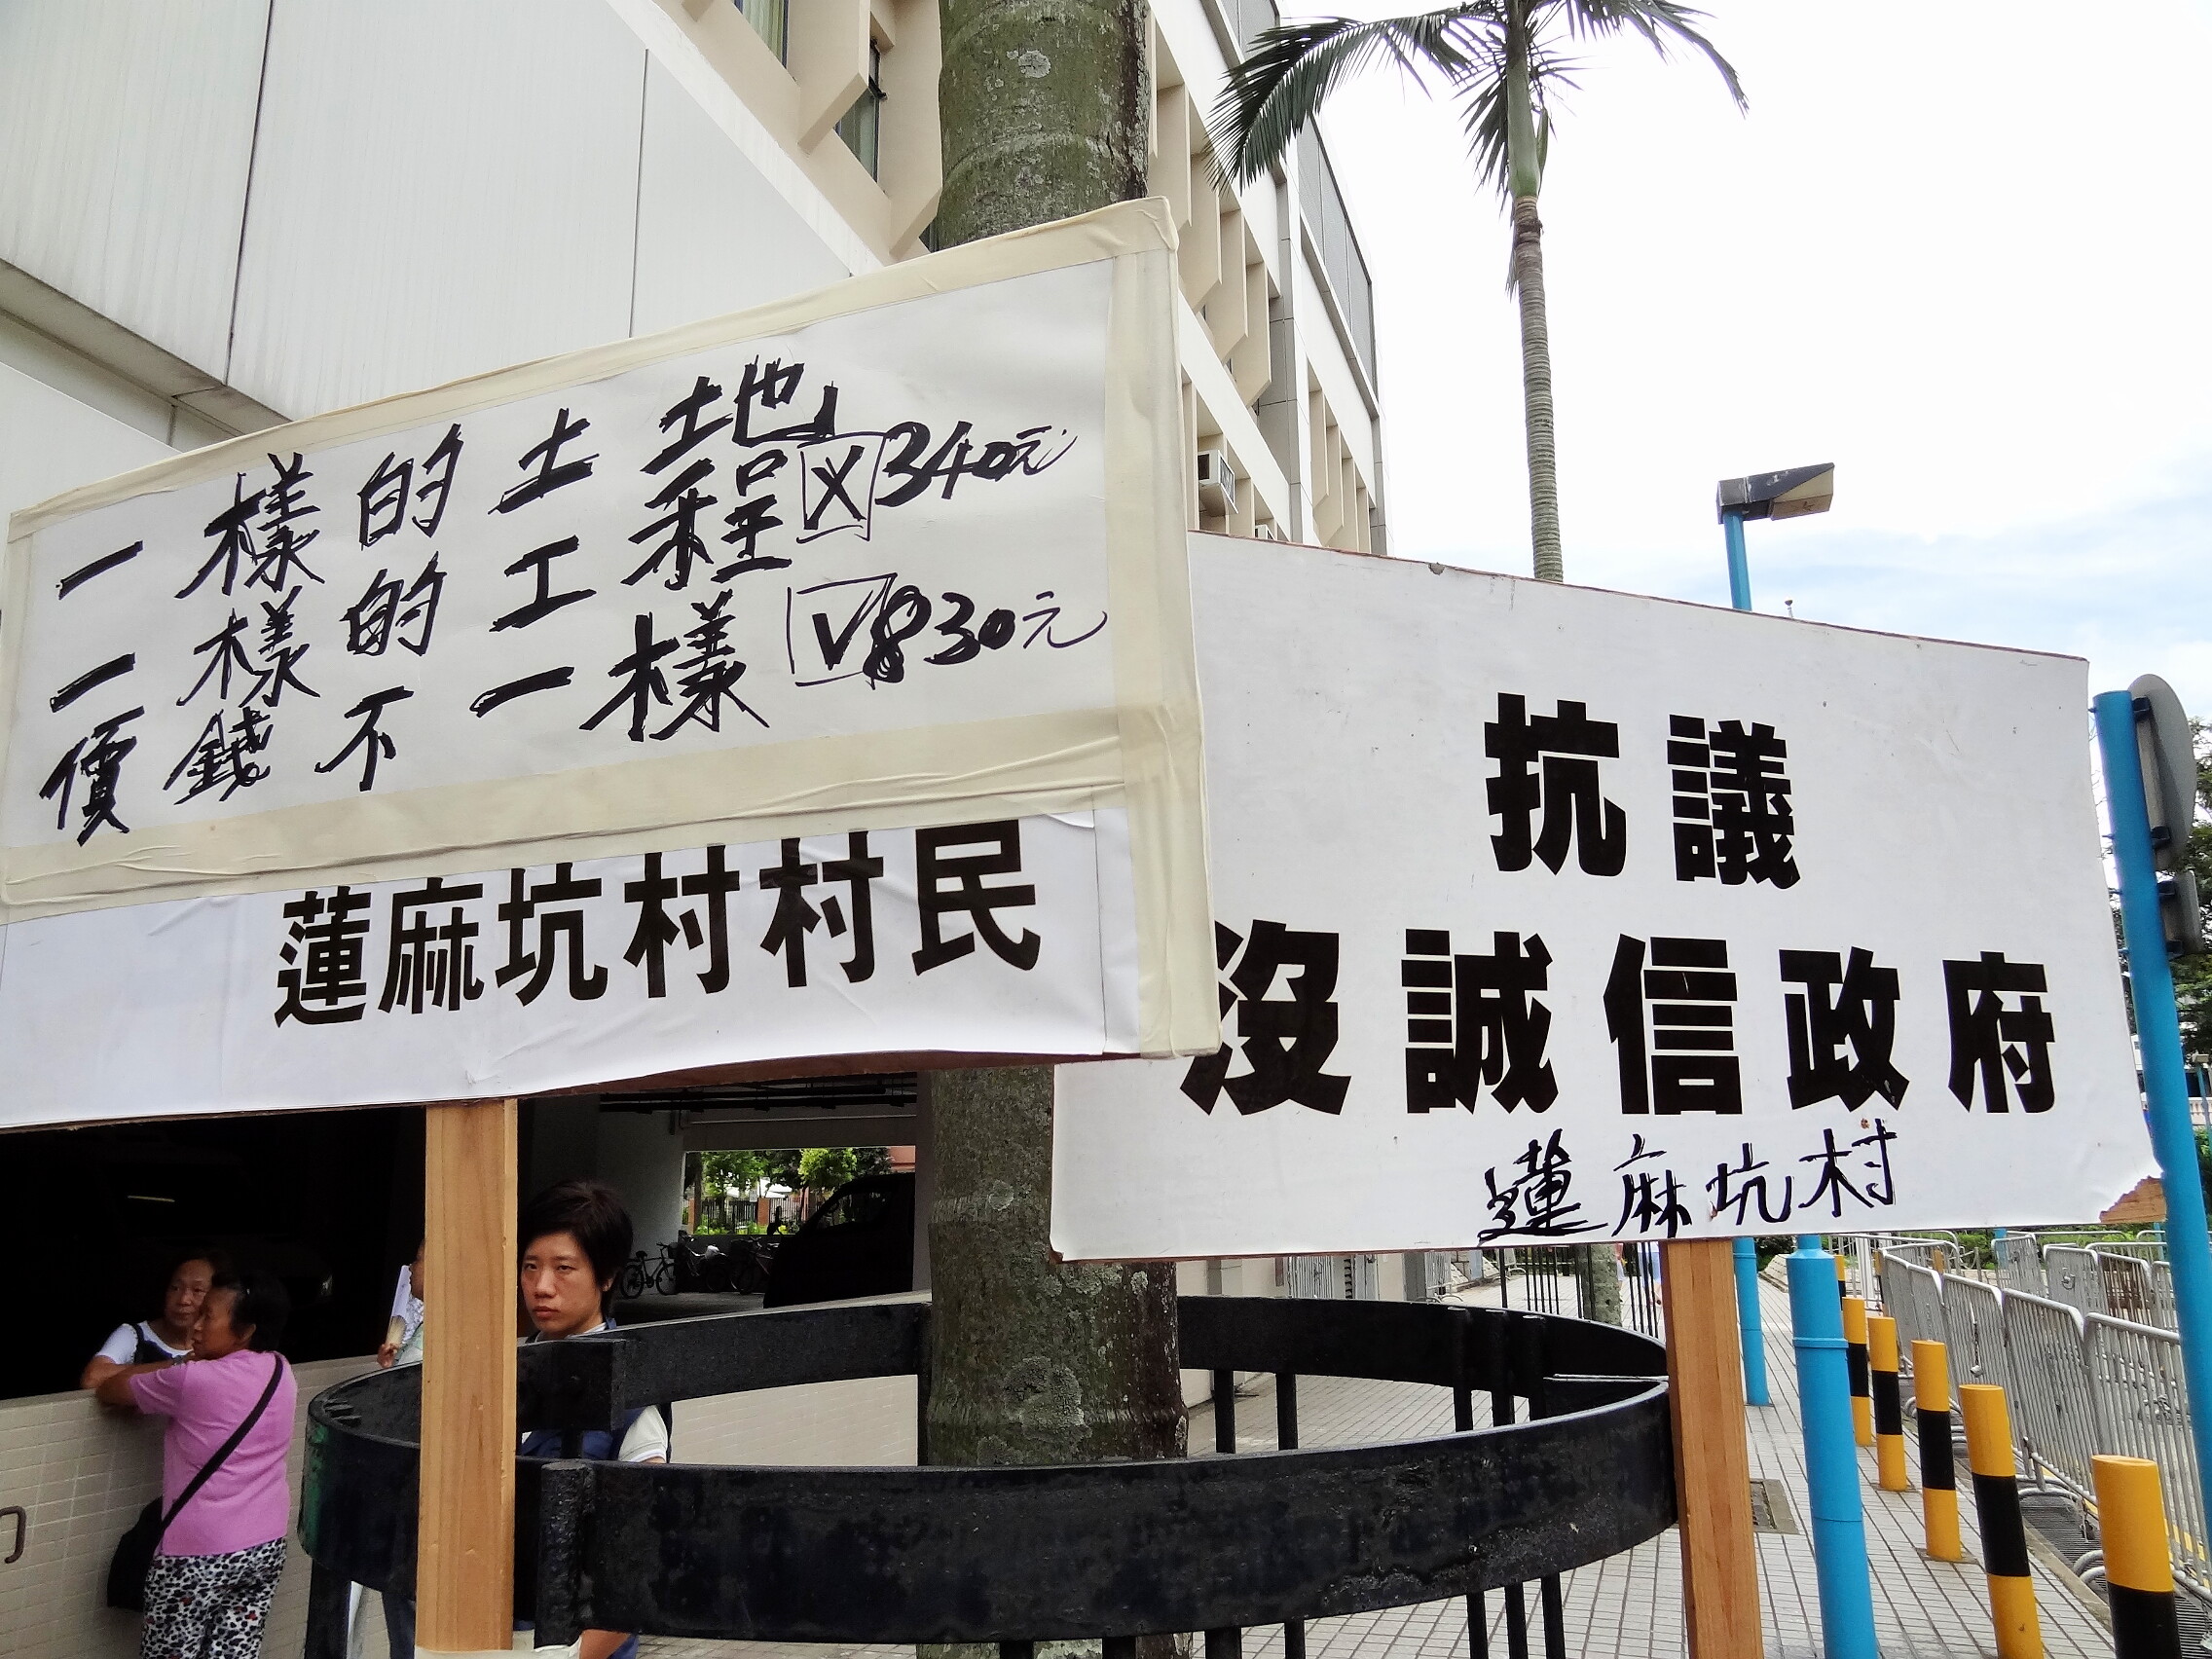 一樣的土地
一樣的工程 X 340元
價錢不一樣 V 830元
蓮麻坑村村民
抗議
沒誠信政府
蓮麻坑村